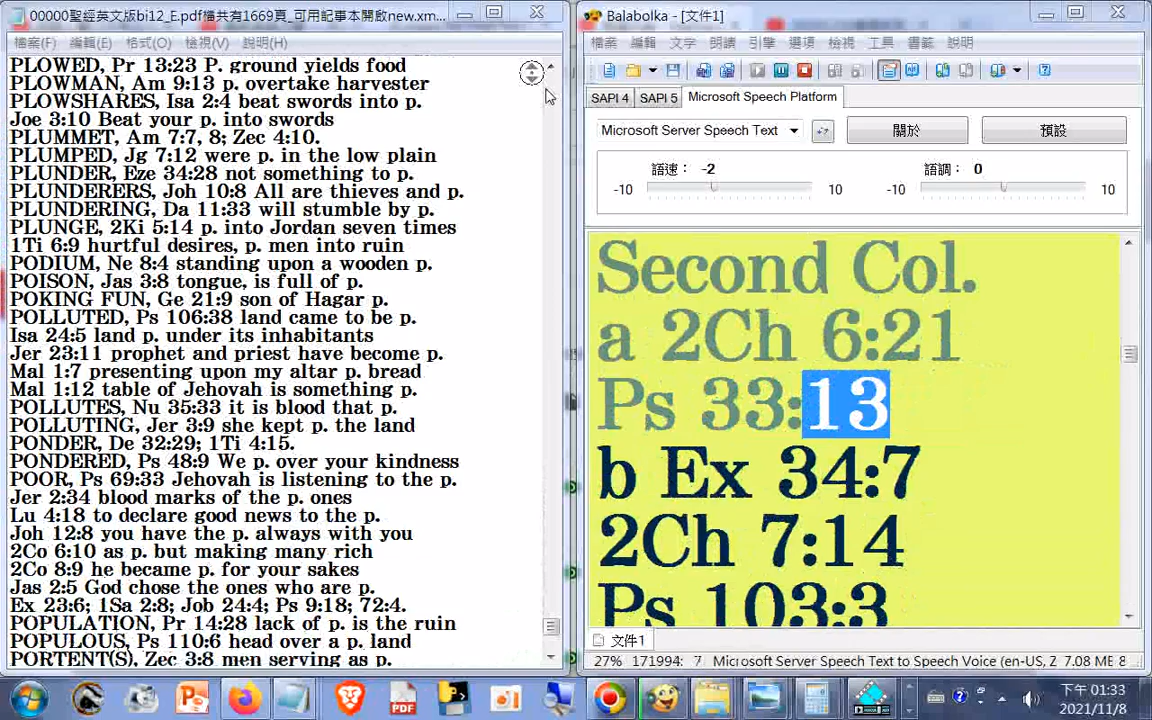 00000聖經英文版bi12_E.pdf檔共有1669頁_可用記事本開啟new.xm...
檔案(F) 編輯(E) 格式(O) 檢視(V) 說明(H)
PLOWED, Pr 13:23 P. ground yields food
PLOWMAN, Am 9:13 p. overtake harvester
PLOWSHARES, Isa 2:4 beat swords into p.
Joe 3:10 Beat your p. into swords
PLUMMET, Am 7:7, 8; Zec 4:10.
PLUMPED, Jg 7:12 were p. in the low plain
PLUNDER, Eze 34:28 not something to p.
PLUNDERERS, Joh 10:8 All are thieves and p.
PLUNDERING, Da 11:33 will stumble by p.
PLUNGE, 2Ki 5:14 p. into Jordan seven times
1Ti 6:9 hurtful desires, p. men into ruin
PODIUM, Ne 8:4 standing upon a wooden p.
POISON, Jas 3:8 tongue, is full of p.
POKING FUN, Ge 21:9 son of Hagar p.
POLLUTED, Ps 106:38 land came to be p.
Isa 24:5 land p. under its inhabitants
Jer 23:11 prophet and priest have become p.
Mal 1:7 presenting upon my altar p. bread
Mal 1:12 table of Jehovah is something p.
POLLUTES, Nu 35:33 it is blood that p.
POLLUTING, Jer 3:9 she kept p. the land
PONDER, De 32:29; 1Ti 4:15.
PONDERED, Ps 48:9 We p. over your kindness
POOR, Ps 69:33 Jehovah is listening to the p.
Jer 2:34 blood marks of the p. ones
Lu 4:18 to declare good news to the p.
Joh 12:8 you have the p. always with you
2Co 6:10 as p. but making many rich
2Co 8:9 he became p. for your sakes
Jas 2:5 God chose the ones who are p.
Ex 23:6; 1Sa 2:8; Job 24:4; Ps 9:18; 72:4.
POPULATION, Pr 14:28 lack of p. is the ruin
POPULOUS, Ps 110:6 head over a p. land
PORTENT(S), Zec 3:8 men serving as p.
Balabolka - [文件1]
檔案 編輯 文字 朗讀 引擎 選項 檢視 工具 書籤 說明
SAPI 4 SAPI 5 Microsoft Speech Platform
Microsoft Server Speech Text 關於 預設
語速: -2 語調: 0
-10 10 -10 10
Second Col.
a 2Ch 6:21
Ps 33:13
b Ex 34:7
2Ch 7:14
Ps 103:3
文件1
27% 171994: 7 Microsoft Server Speech Text to Speech Voice (en-US, Z 7.08 MB 8
下午 01:33
2021/11/8